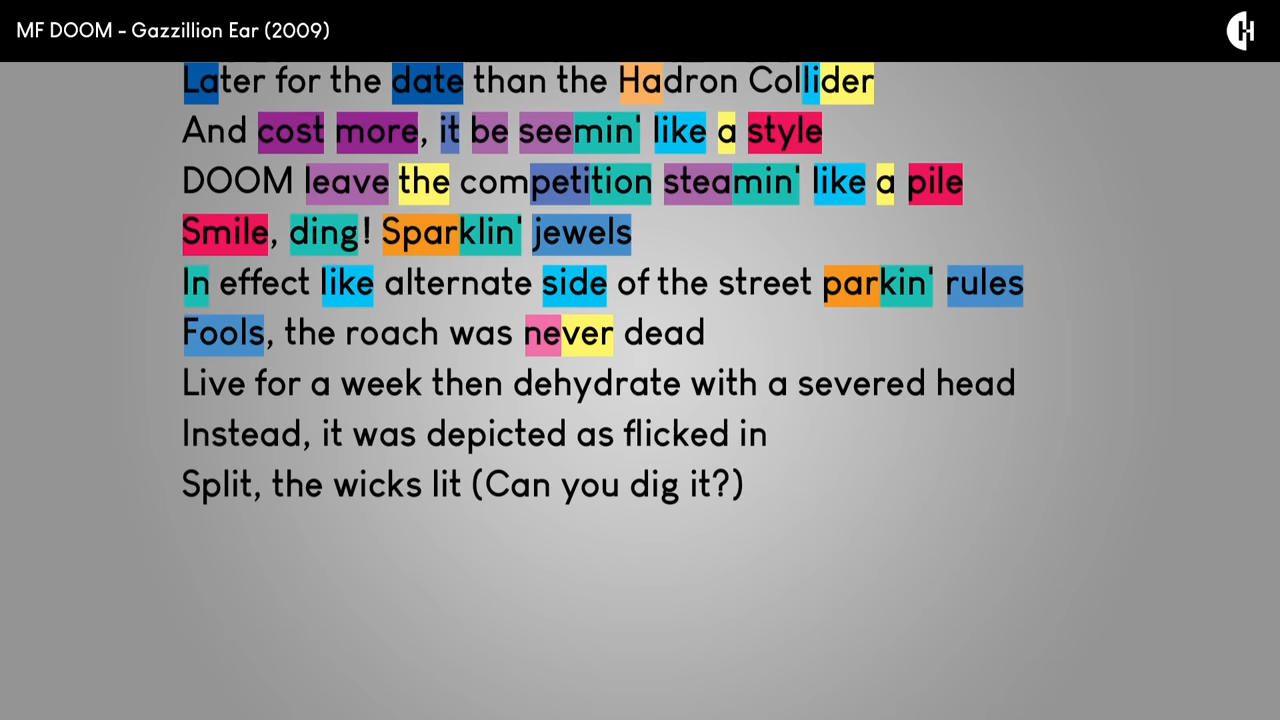 MF DOOM - Gazzillion Ear (2009)
Later for the date than the Hadron Collider
And cost more, it be seemin' like a style
DOOM leave the competition steamin' like a pile
Smile, ding! Sparklin' jewels
In effect like alternate side of the street parkin' rules
Fools, the roach was never dead
Live for a week then dehydrate with a severed head
Instead, it was depicted as flicked in
Split, the wicks lit (Can you dig it?)